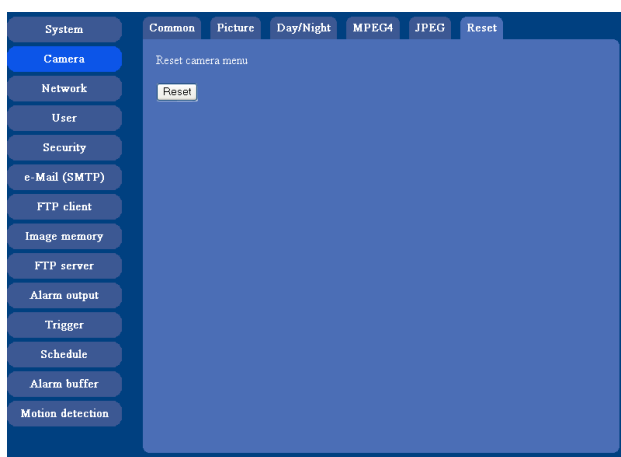 System
Camera
Network
User
Security
e-Mail (SMTP)
FTP client
Image memory
FTP server
Alarm output
Trigger
Schedule
Alarm buffer
Motion detection
Common Picture Day/Night MPEG4 JPEG Reset
Reset camera menu
Reset